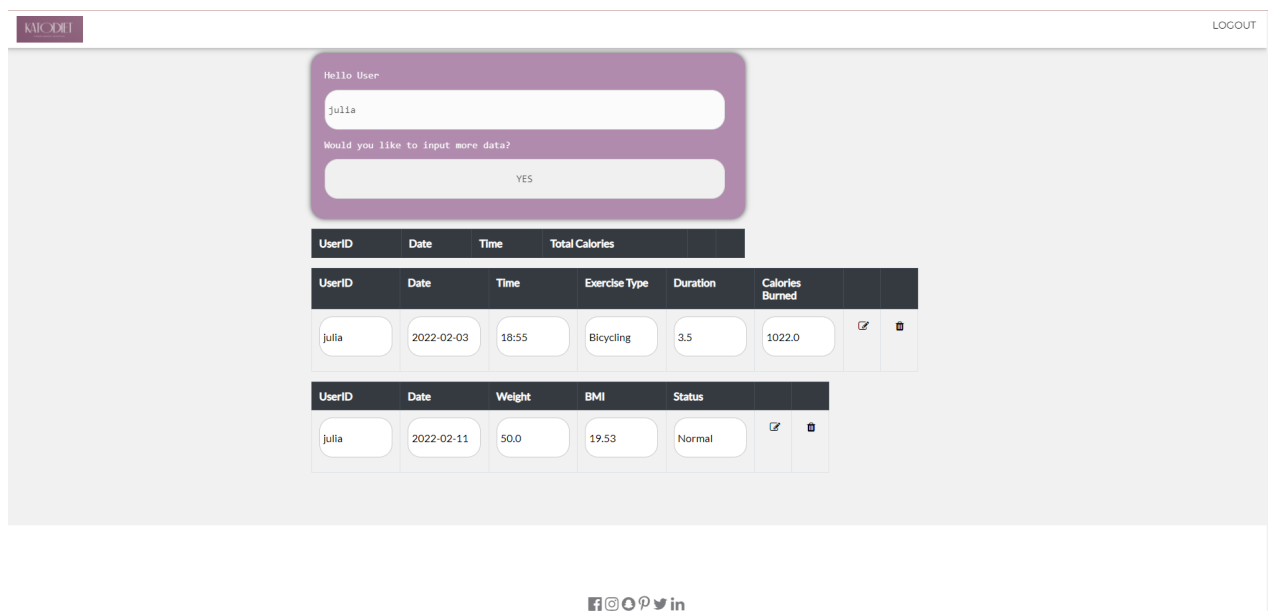 KATODIET
LOGOUT
Hello User
julia
Would you like to input more data?
YES
UserID Date Time Total Calories
UserID Date Time Exercise Type Duration Calories
Burned
julia 2022-02-03 18:55 Bicycling 3.5 1022.0
UserID Date Weight BMI Status
julia 2022-02-11 50.0 19.53 Normal